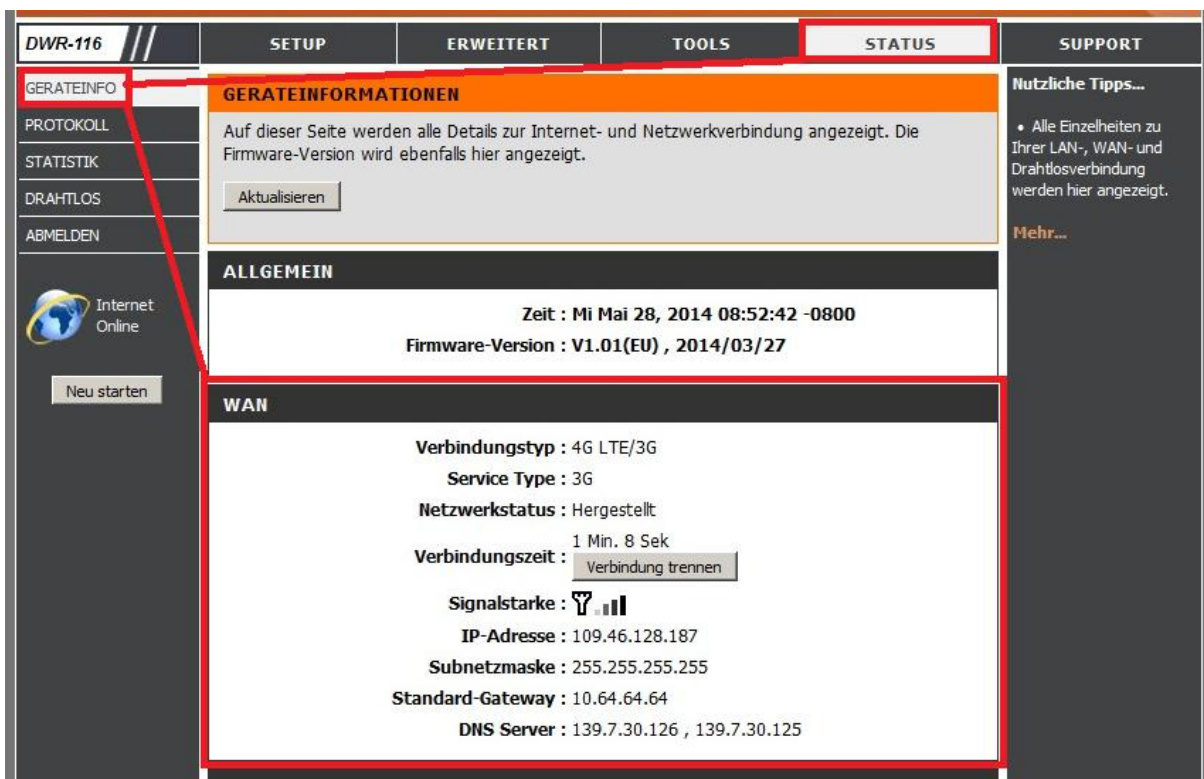 DWR-116
SETUP
ERWEITERT
TOOLS
STATUS
SUPPORT
GERATEINFO
PROTOKOLL
STATISTIK
DRAHTLOS
ABMELDEN
Internet
Online
Neu starten
GERATEINFORMATIONEN
Auf dieser Seite werden alle Details zur Internet- und Netzwerkverbindung angezeigt. Die
Firmware-Version wird ebenfalls hier angezeigt.
Aktualisieren
ALLGEMEIN
Zeit : Mi Mai 28, 2014 08:52:42 -0800
Firmware-Version : V1.01(EU) , 2014/03/27
WAN
Verbindungstyp : 4G LTE/3G
Service Type : 3G
Netzwerkstatus : Hergestellt
Verbindungszeit : 1 Min. 8 Sek
Verbindung trennen
Signalstarke :
IP-Adresse : 109.46.128.187
Subnetzmaske : 255.255.255.255
Standard-Gateway : 10.64.64.64
DNS Server : 139.7.30.126 , 139.7.30.125
Nutzliche Tipps...
• Alle Einzelheiten zu
Ihrer LAN-, WAN- und
Drahtlosverbindung
werden hier angezeigt.
Mehr...